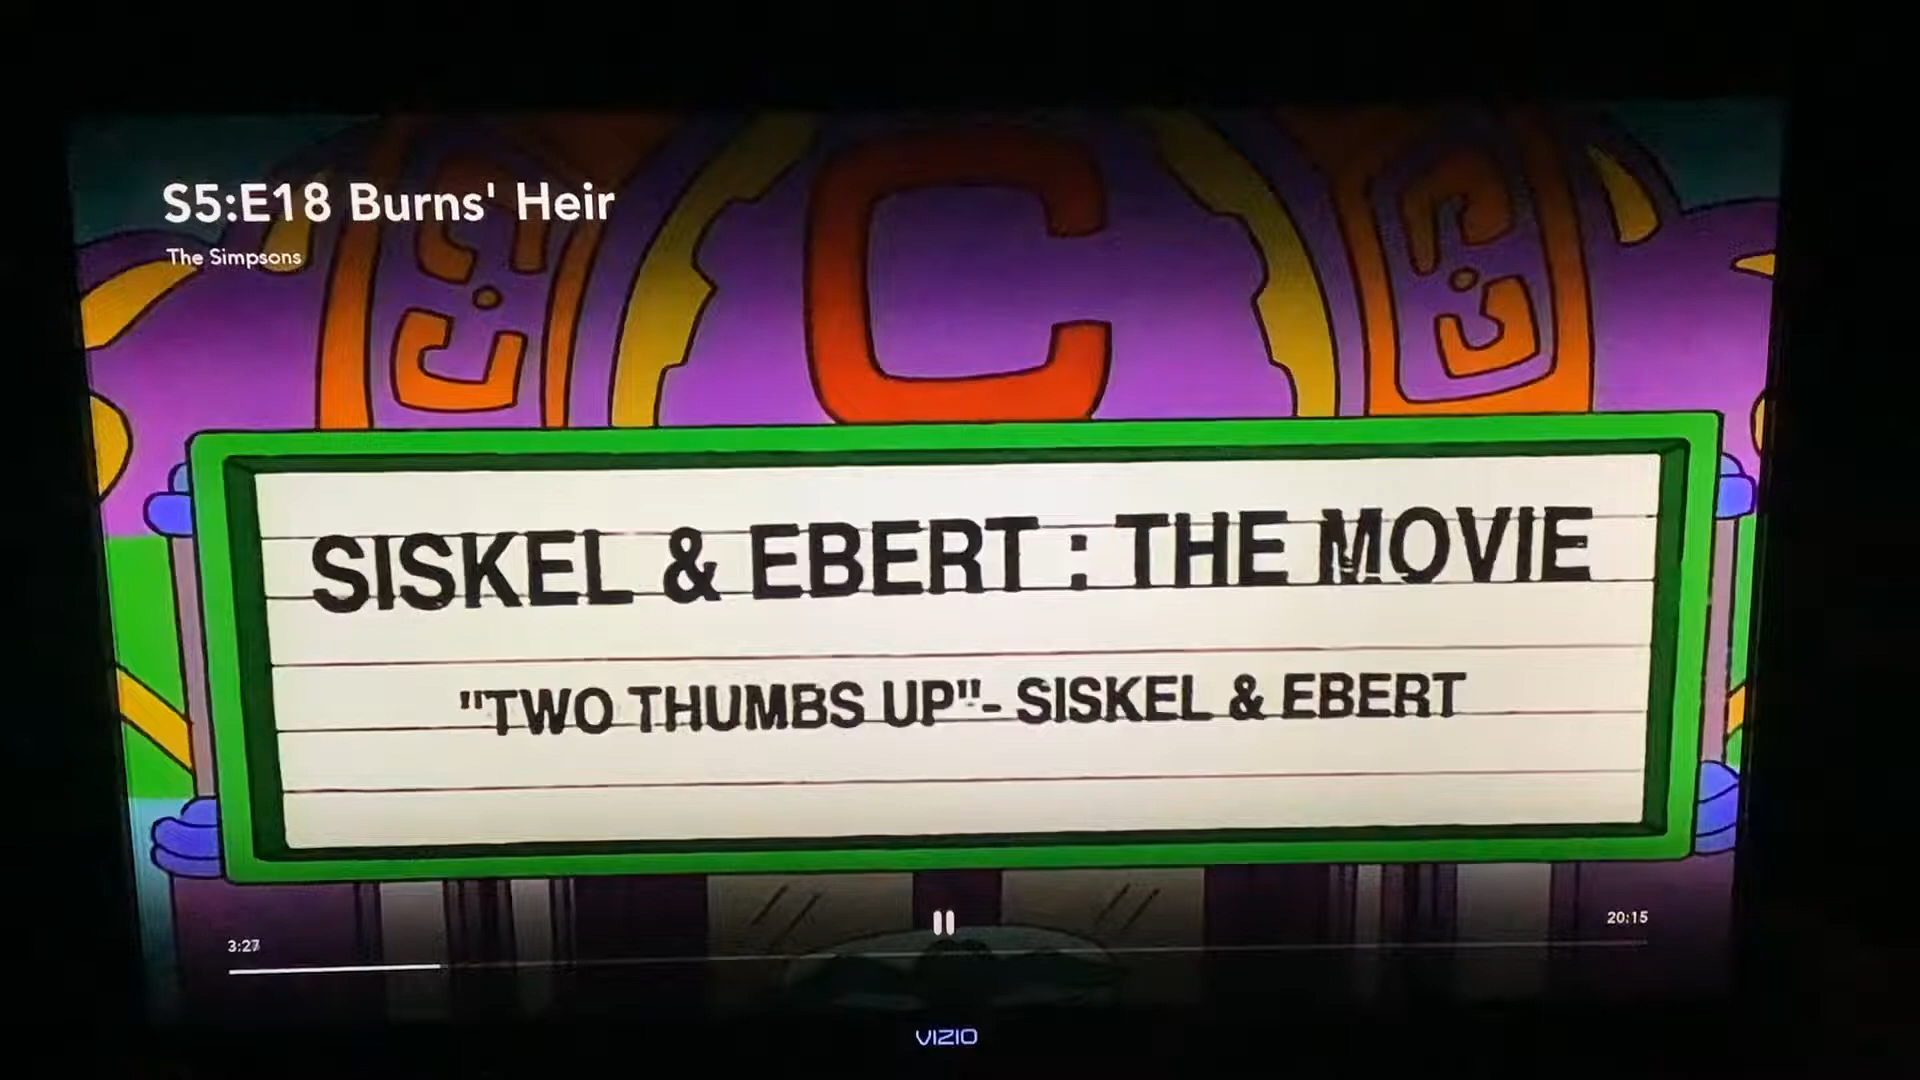 S5:E18 Burns' Heir
The Simpsons
C
SISKEL & EBERT : THE MOVIE
"TWO THUMBS UP"- SISKEL & EBERT
3:27
20:15
VIZIO